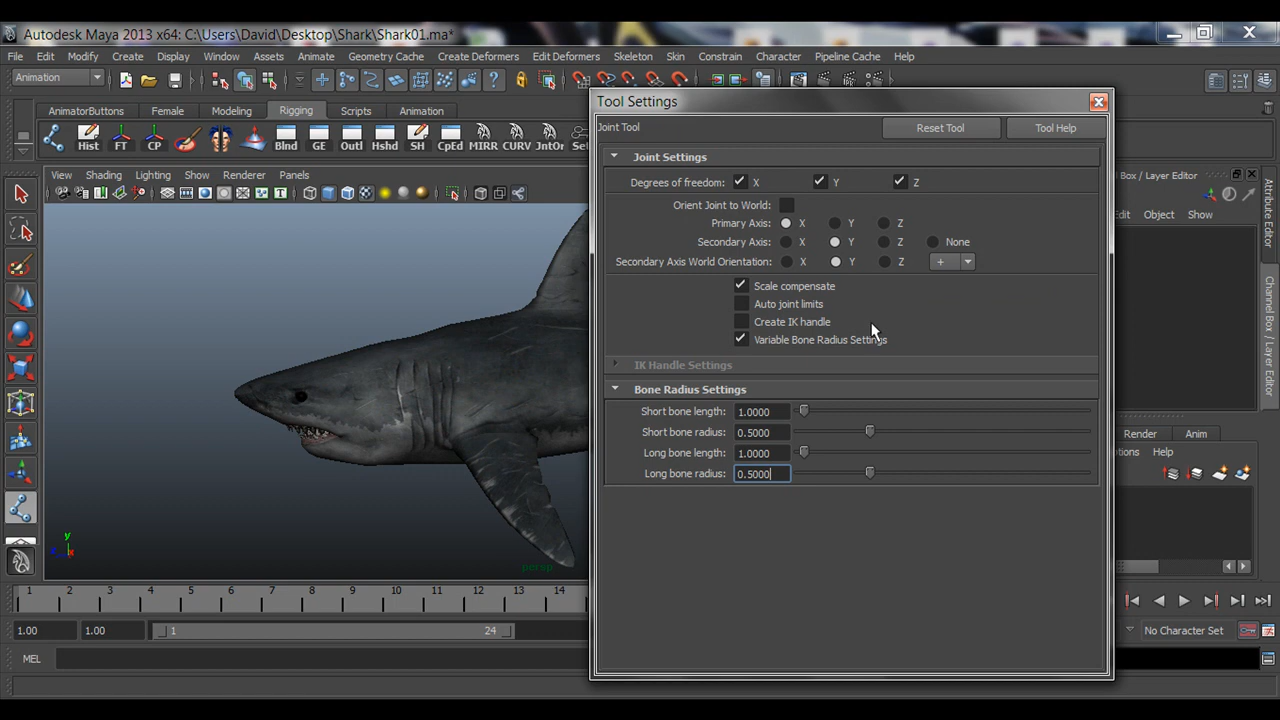 Autodesk Maya 2013 x64: C:\Users\David\Desktop\Shark\Shark01.ma*
File Edit Modify Create Display Window Assets Animate Geometry Cache Create Deformers Edit Deformers Skeleton Skin Constrain Character Pipeline Cache Help
Animation
Tool Settings
AnimatorButtons Female Modeling Rigging Scripts Animation
Joint Tool Reset Tool Tool Help
Hist FT CP Blnd GE Outl Hshd SH CpEd MIRR CURV JntOr Se
Joint Settings
View Shading Lighting Show Renderer Panels
Box / Layer Editor
Degrees of freedom: X Y Z
Orient Joint to World:
Edit Object Show
Primary Axis: X Y Z
Secondary Axis: X Y Z None
Secondary Axis World Orientation: X Y Z +
Scale compensate
Auto joint limits
Create IK handle
Variable Bone Radius Settings
IK Handle Settings
Bone Radius Settings
Short bone length: 1.0000
Short bone radius: 0.5000
Long bone length: 1.0000
Long bone radius: 0.5000
Attribute Editor
Channel Box / Layer Editor
Render Anim
Help
y
x
persp
1 2 3 4 5 6 7 8 9 10 11 12 13 14
1.00 1.00 1 24 No Character Set
MEL